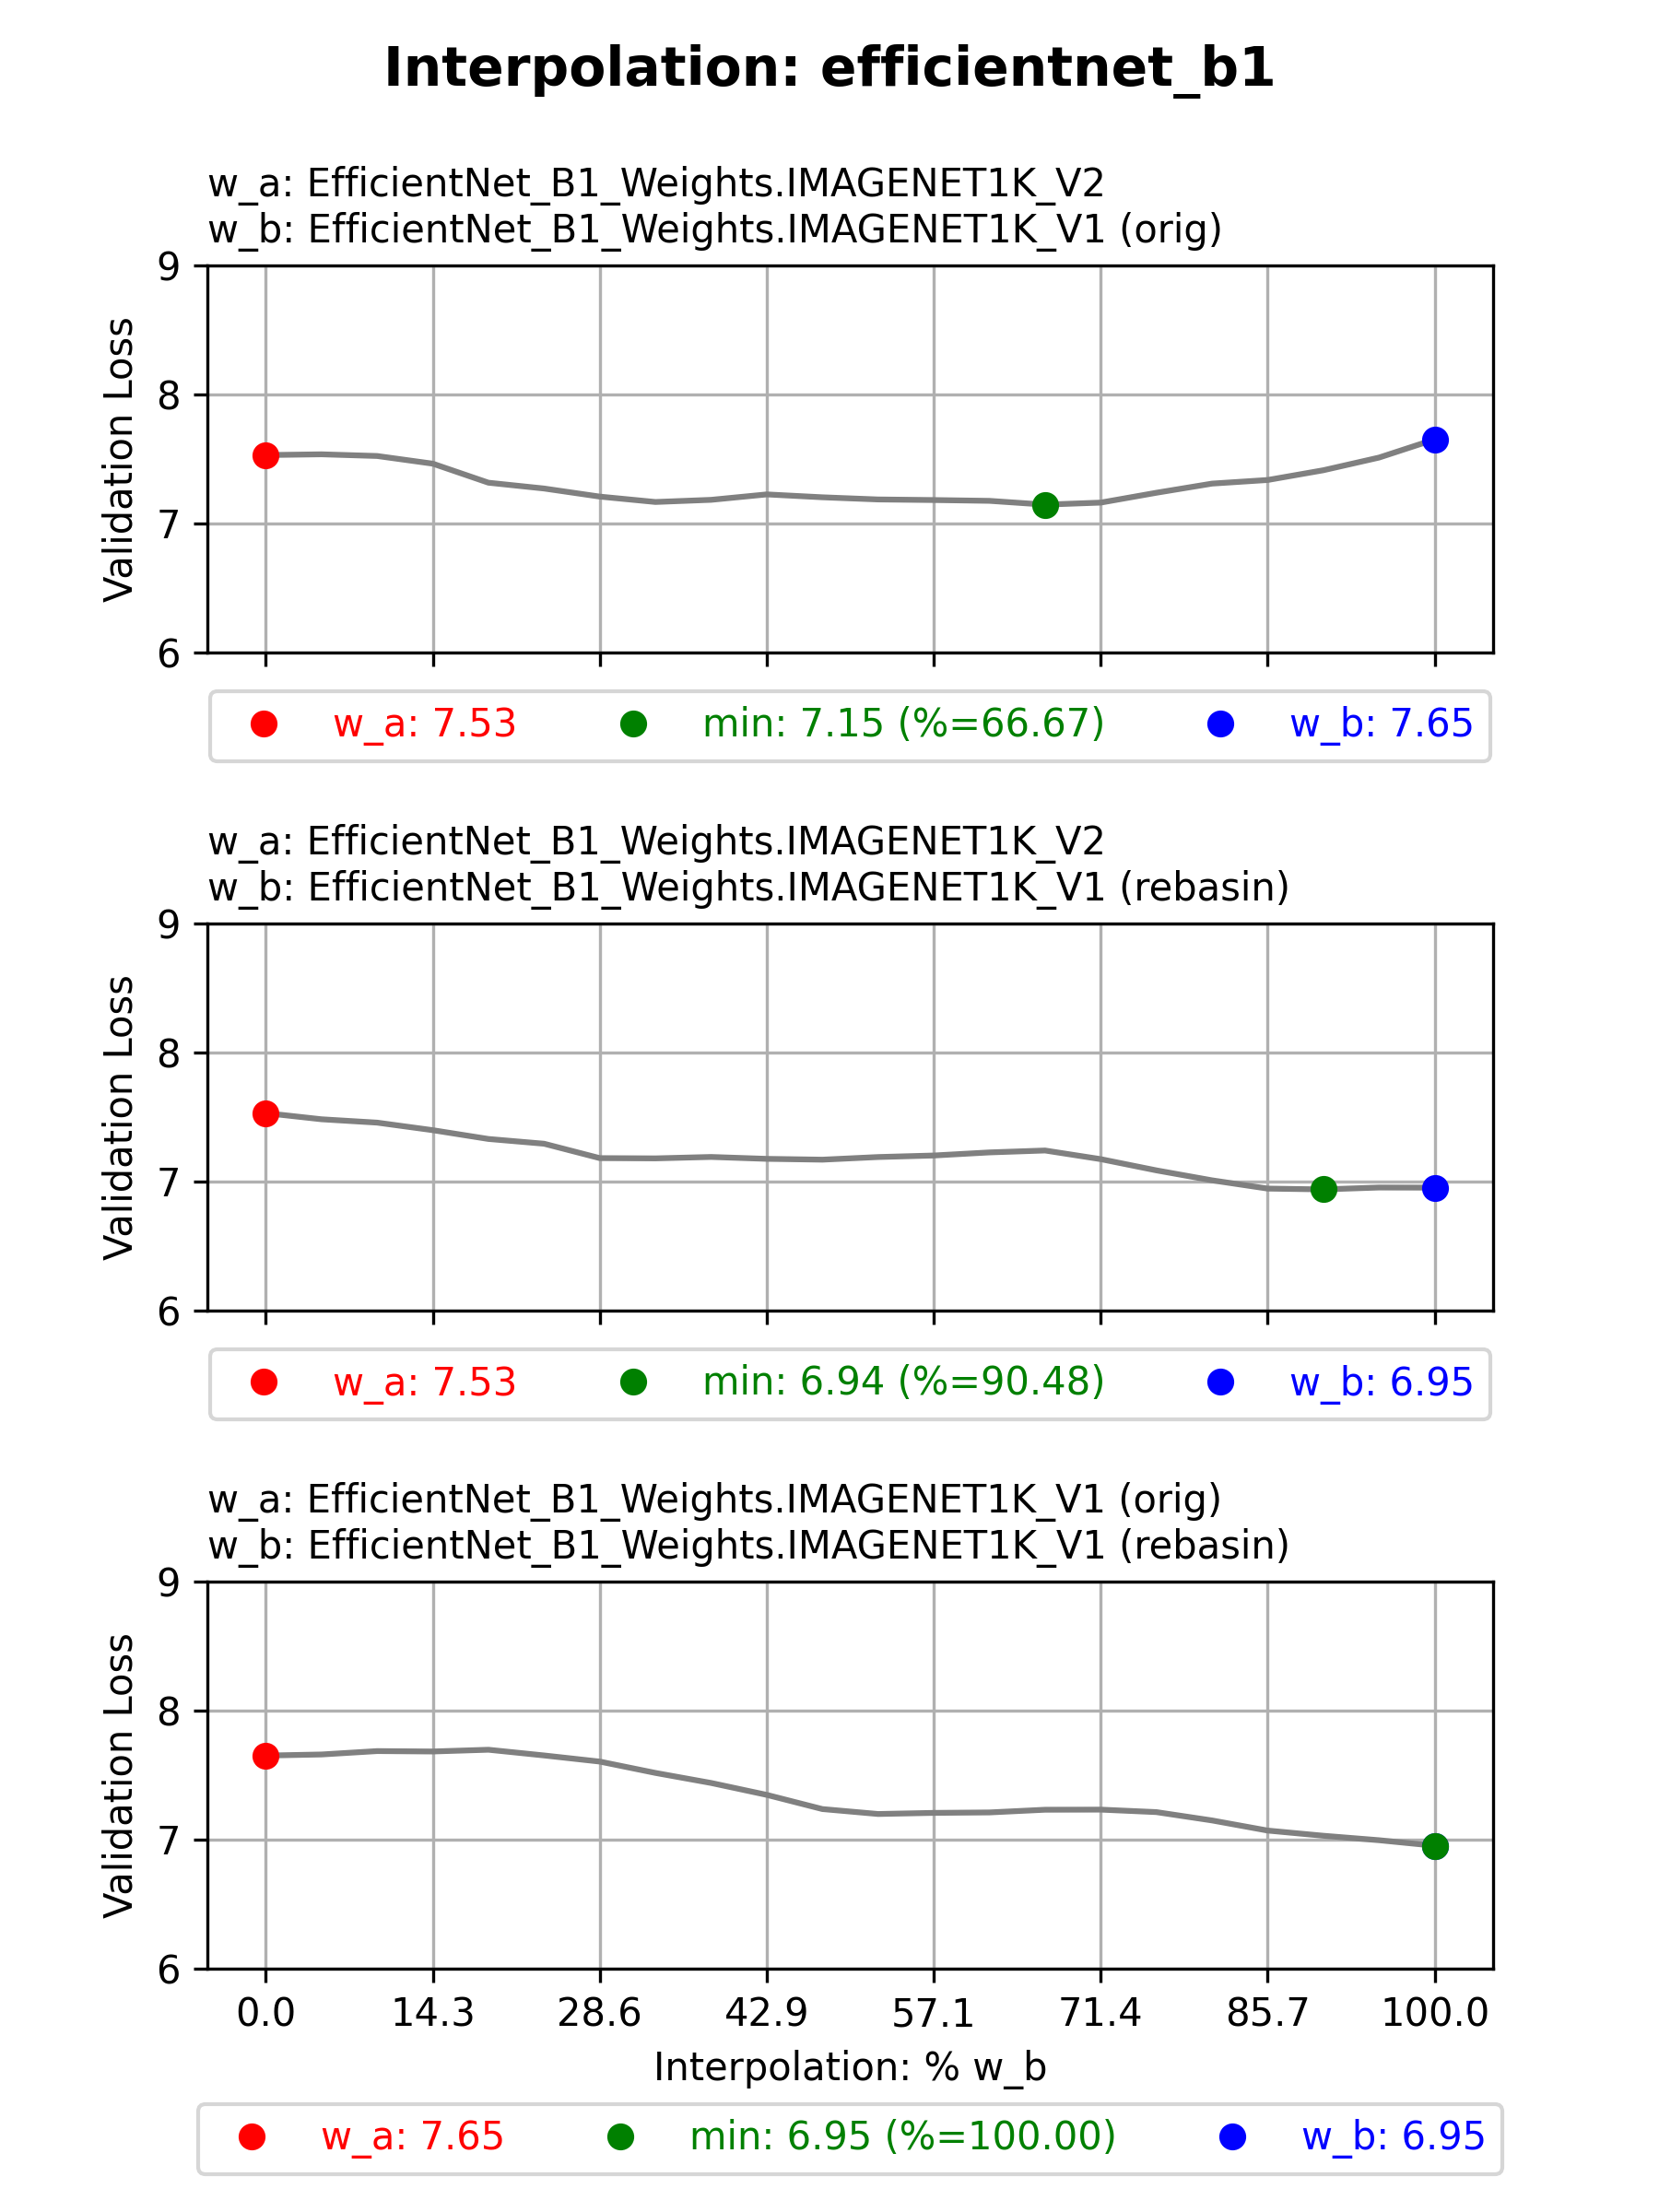 Interpolation: efficientnet_b1
w_a: EfficientNet_B1_Weights.IMAGENET1K_V2
w_b: EfficientNet_B1_Weights.IMAGENET1K_V1 (orig)
9
8
7
6
Validation Loss
w_a: 7.53 min: 7.15 (%=66.67) w_b: 7.65
w_a: EfficientNet_B1_Weights.IMAGENET1K_V2
w_b: EfficientNet_B1_Weights.IMAGENET1K_V1 (rebasin)
9
8
7
6
Validation Loss
w_a: 7.53 min: 6.94 (%=90.48) w_b: 6.95
w_a: EfficientNet_B1_Weights.IMAGENET1K_V1 (orig)
w_b: EfficientNet_B1_Weights.IMAGENET1K_V1 (rebasin)
9
8
7
6
Validation Loss
0.0 14.3 28.6 42.9 57.1 71.4 85.7 100.0
Interpolation: % w_b
w_a: 7.65 min: 6.95 (%=100.00) w_b: 6.95